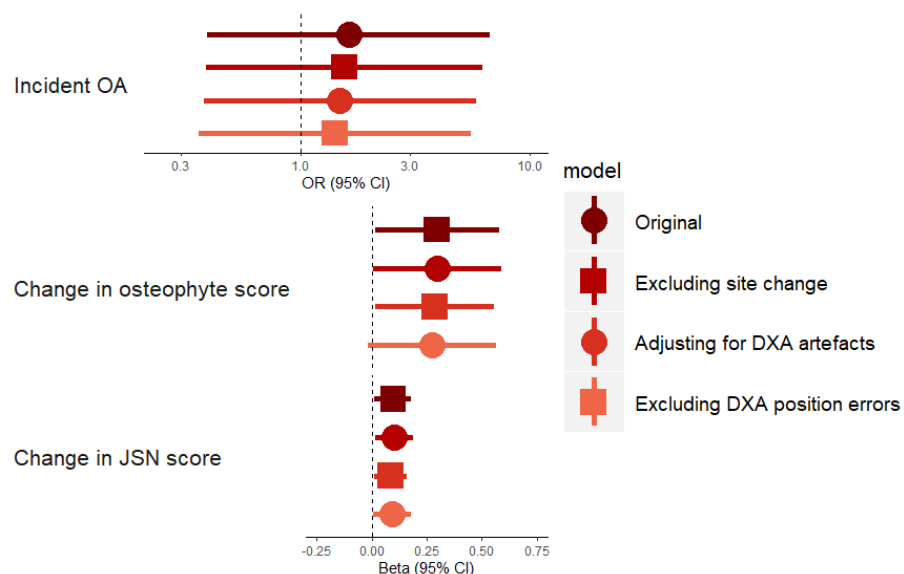 Incident OA
0.3 1.0 3.0 10.0
OR (95% CI)
Change in osteophyte score
Change in JSN score
-0.25 0.00 0.25 0.50 0.75
Beta (95% CI)
model
Original
Excluding site change
Adjusting for DXA artefacts
Excluding DXA position errors